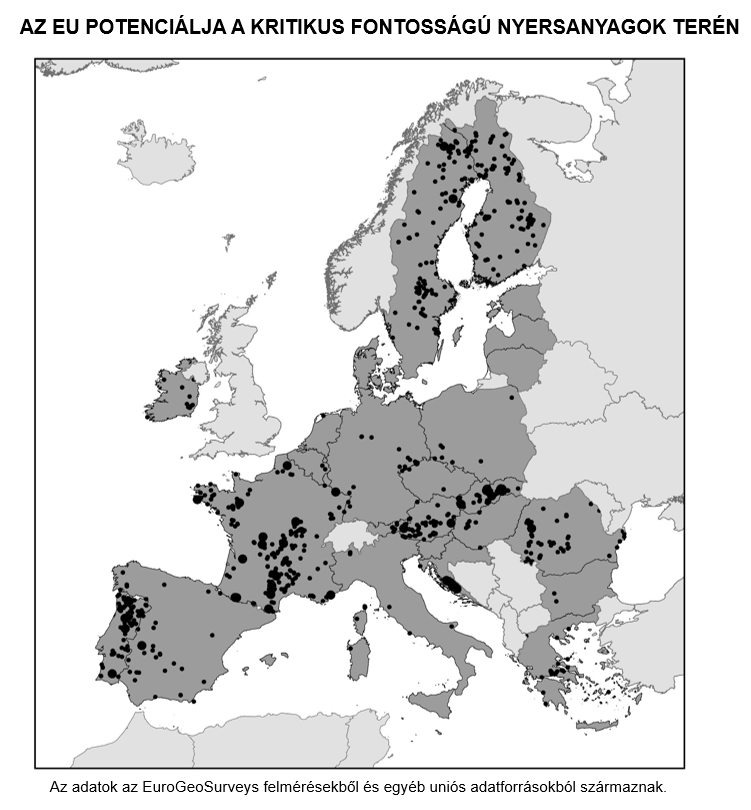 AZ EU POTENCIÁLJA A KRITIKUS FONTOSSÁGÚ NYERSANYAGOK TERÉN
Az adatok az EuroGeoSurveys felmérésekből és egyéb uniós adatforrásokból származnak.